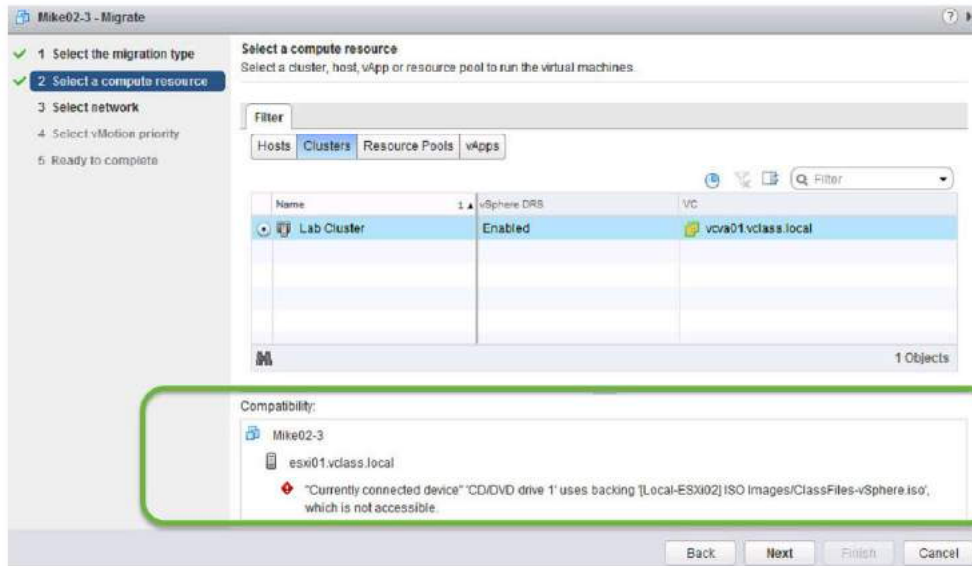 Mike02-3 - Migrate
1 Select the migration type
2 Select a compute resource
3 Select network
4 Select vMotion priority
5 Ready to complete
Select a compute resource
Select a cluster, host, vApp or resource pool to run the virtual machines.
Filter
Hosts Clusters Resource Pools vApps
Filter
Name 1 vSphere DRS VC
Lab Cluster Enabled vcva01.vclass.local
1 Objects
Compatibility:
Mike02-3
esxi01.vclass.local
"Currently connected device" 'CD/DVD drive 1' uses backing '[Local-ESXi02] ISO Images/ClassFiles-vSphere.iso',
which is not accessible.
Back Next Finish Cancel